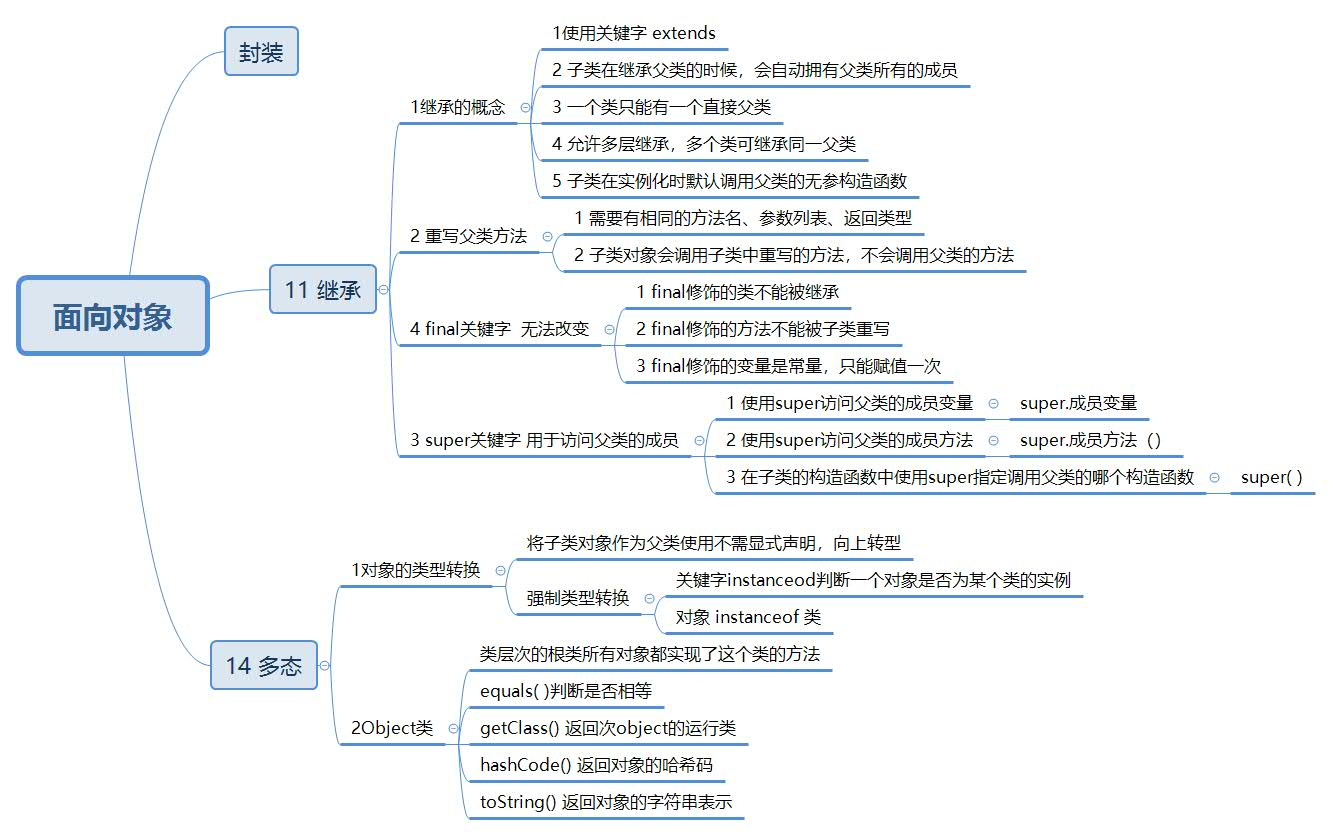 面向对象
封装
11 继承
1继承的概念
1使用关键字 extends
2 子类在继承父类的时候，会自动拥有父类所有的成员
3 一个类只能有一个直接父类
4 允许多层继承，多个类可继承同一父类
5 子类在实例化时默认调用父类的无参构造函数
2 重写父类方法
1 需要有相同的方法名、参数列表、返回类型
2 子类对象会调用子类中重写的方法，不会调用父类的方法
4 final关键字  无法改变
1 final修饰的类不能被继承
2 final修饰的方法不能被子类重写
3 final修饰的变量是常量，只能赋值一次
3 super关键字 用于访问父类的成员
1 使用super访问父类的成员变量
super.成员变量
2 使用super访问父类的成员方法
super.成员方法（）
3 在子类的构造函数中使用super指定调用父类的哪个构造函数
super( )
14 多态
1对象的类型转换
将子类对象作为父类使用不需显式声明，向上转型
强制类型转换
关键字instanceod判断一个对象是否为某个类的实例
对象 instanceof 类
2Object类
类层次的根类所有对象都实现了这个类的方法
equals( )判断是否相等
getClass() 返回次object的运行类
hashCode() 返回对象的哈希码
toString() 返回对象的字符串表示